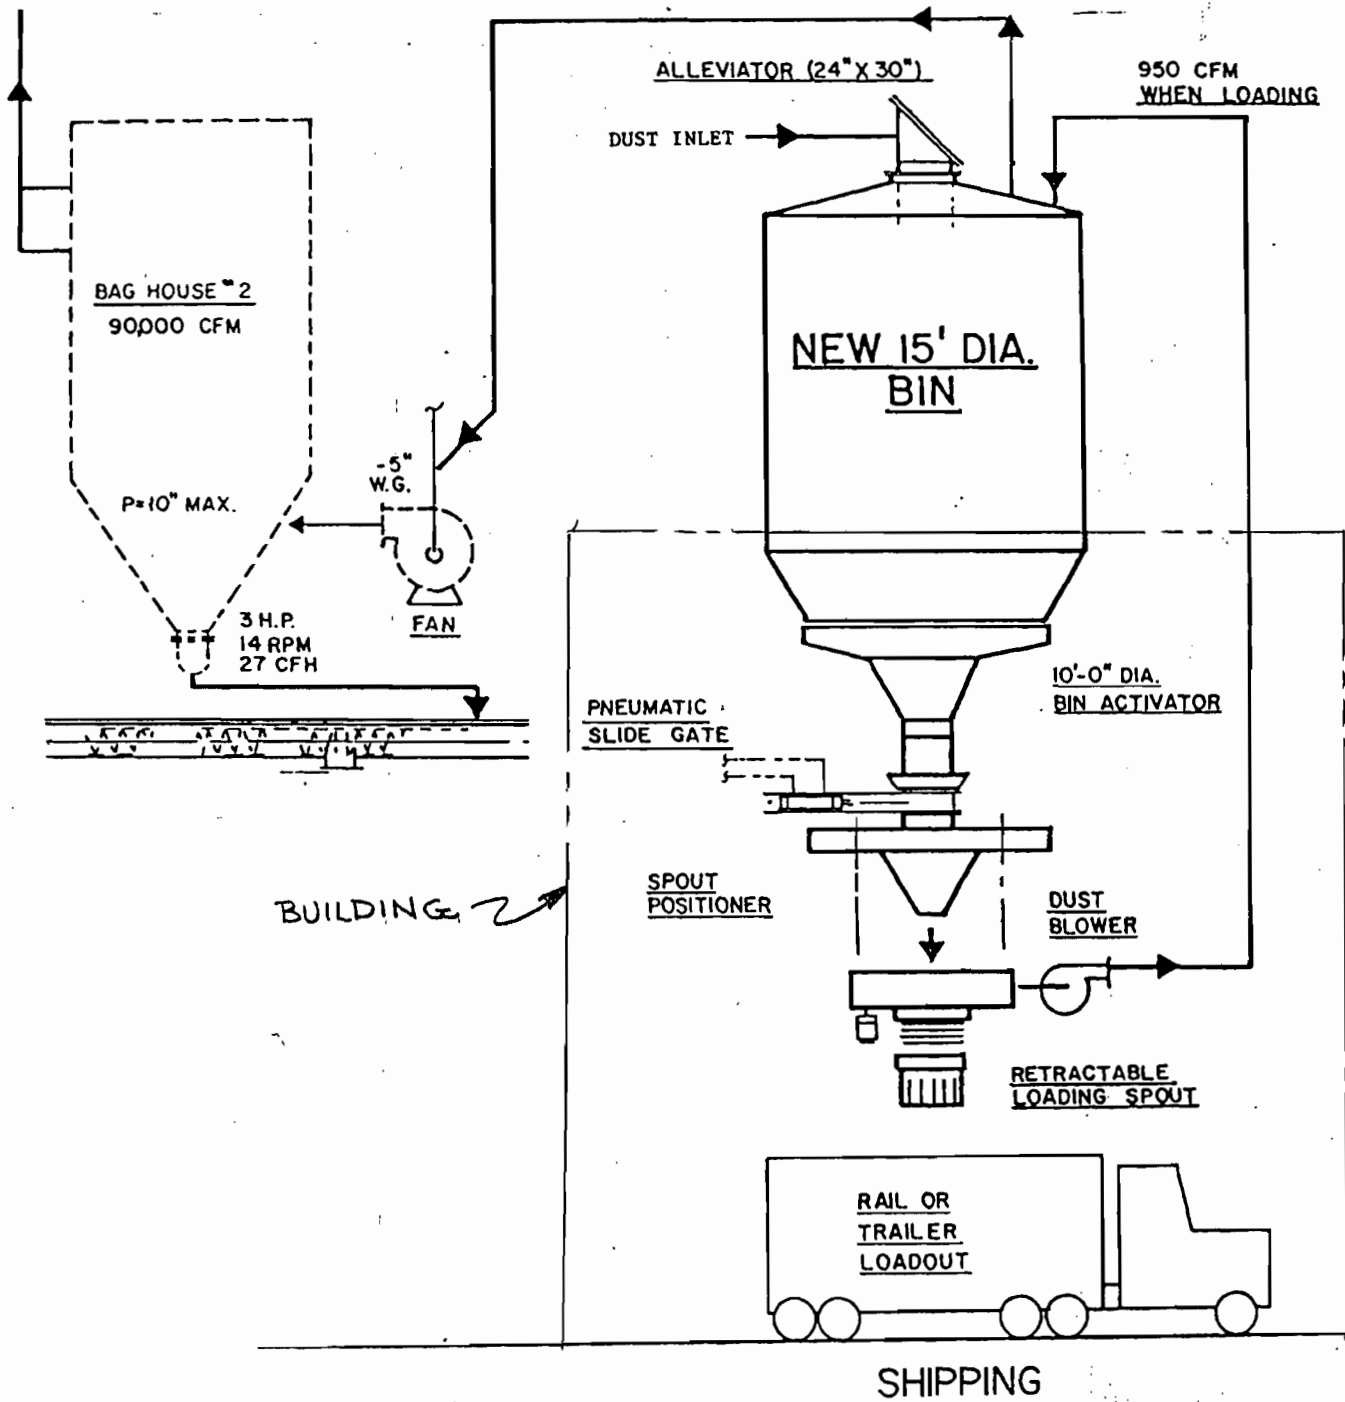 ALLEVIATOR (24" X 30")
950 CFM
WHEN LOADING
DUST INLET
BAG HOUSE #2
90,000 CFM
NEW 15' DIA.
BIN
-5"
W.G.
P=10" MAX.
FAN
3 H.P.
14 RPM
27 CFH
10'-0" DIA.
BIN ACTIVATOR
PNEUMATIC
SLIDE GATE
SPOUT
POSITIONER
BUILDING
DUST
BLOWER
RETRACTABLE
LOADING SPOUT
RAIL OR
TRAILER
LOADOUT
SHIPPING